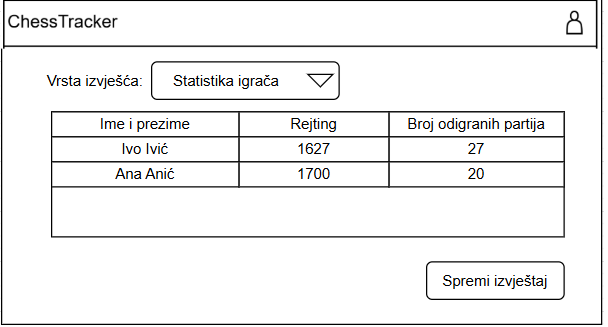 ChessTracker
Vrsta izvješća: Statistika igrača
Ime i prezime Rejting Broj odigranih partija
Ivo Ivić 1627 27
Ana Anić 1700 20
Spremi izvještaj